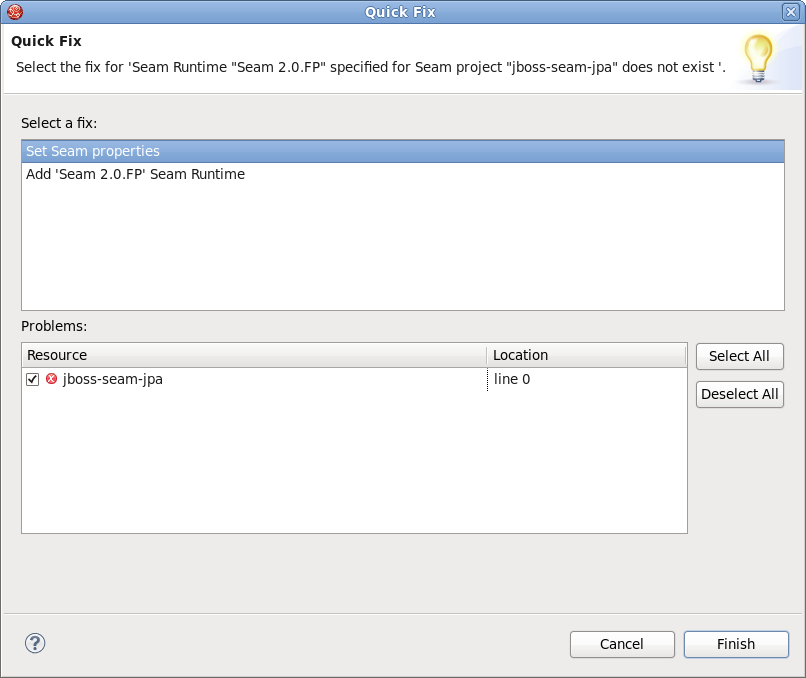 Quick Fix
Quick Fix
Select the fix for 'Seam Runtime "Seam 2.0.FP" specified for Seam project "jboss-seam-jpa" does not exist '.
Select a fix:
Set Seam properties
Add 'Seam 2.0.FP' Seam Runtime
Problems:
Resource Location
jboss-seam-jpa line 0
Select All
Deselect All
?
Cancel Finish